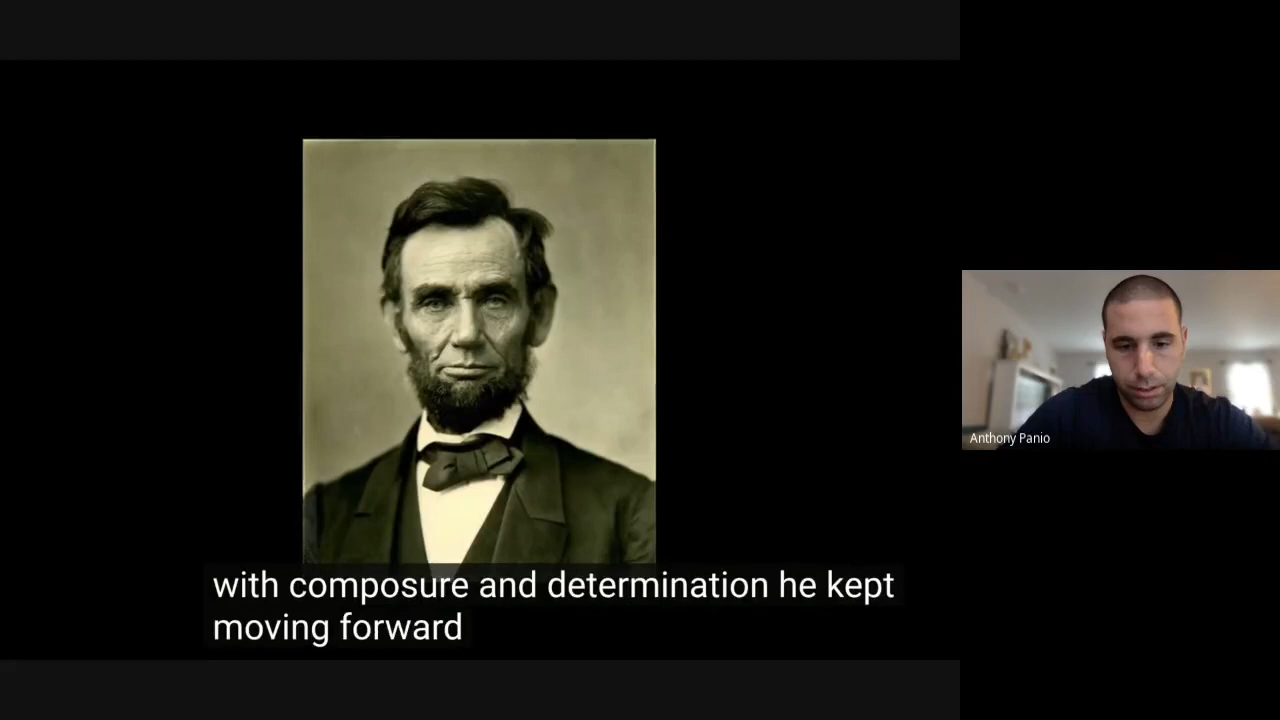 with composure and determination he kept
moving forward
Anthony Panio